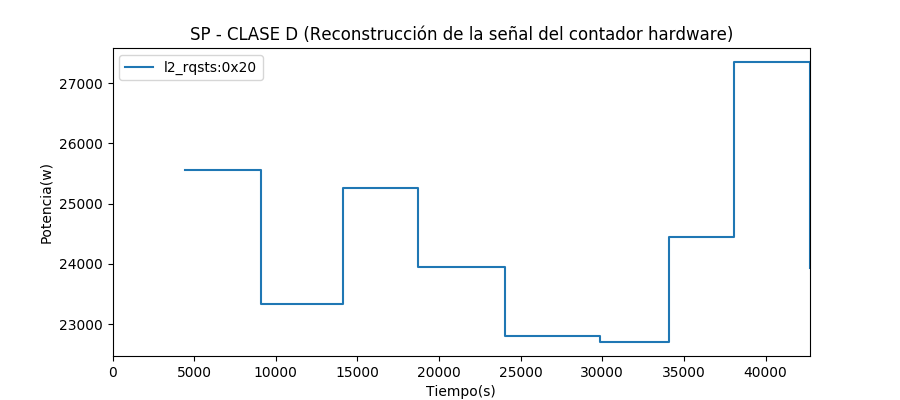 SP - CLASE D (Reconstrucción de la señal del contador hardware)
l2_rqsts:0x20
Potencia(w)
27000
26000
25000
24000
23000
0 5000 10000 15000 20000 25000 30000 35000 40000
Tiempo(s)